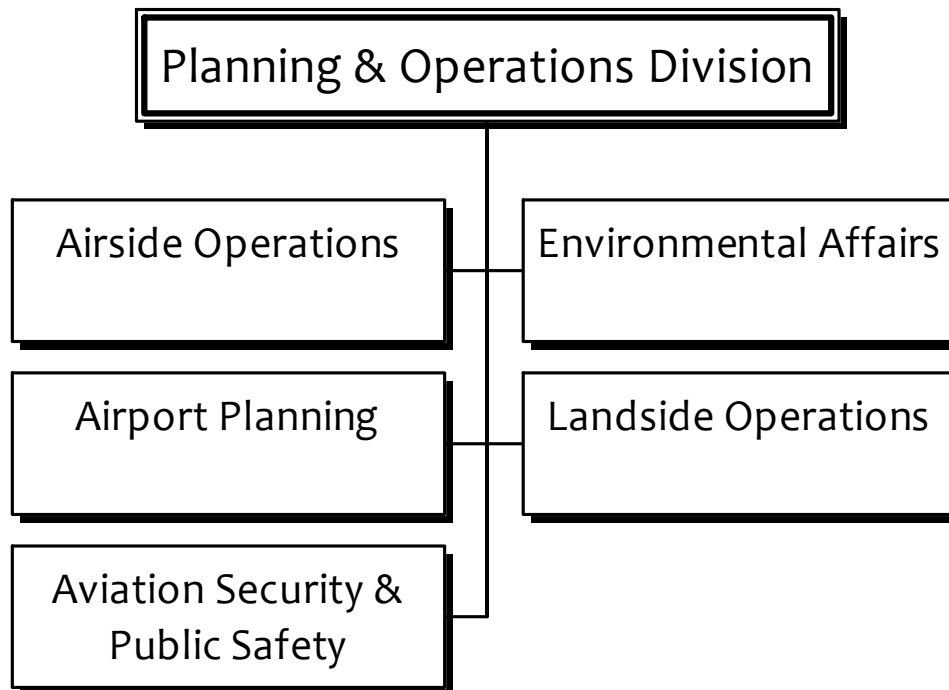 Planning & Operations Division
Airside Operations
Environmental Affairs
Airport Planning
Landside Operations
Aviation Security &
Public Safety